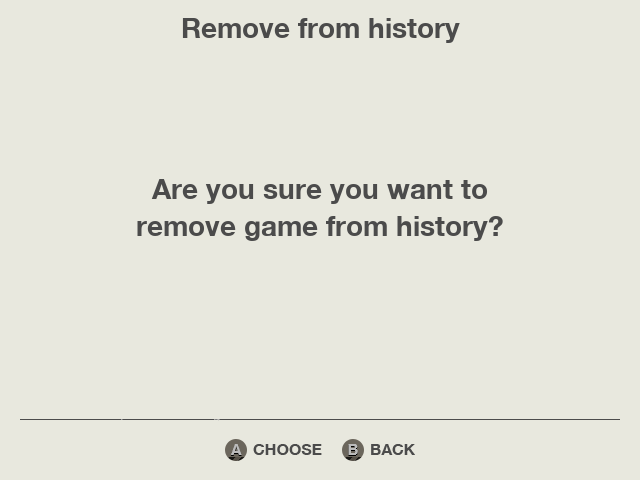 Remove from history
Are you sure you want to
remove game from history?
A CHOOSE B BACK